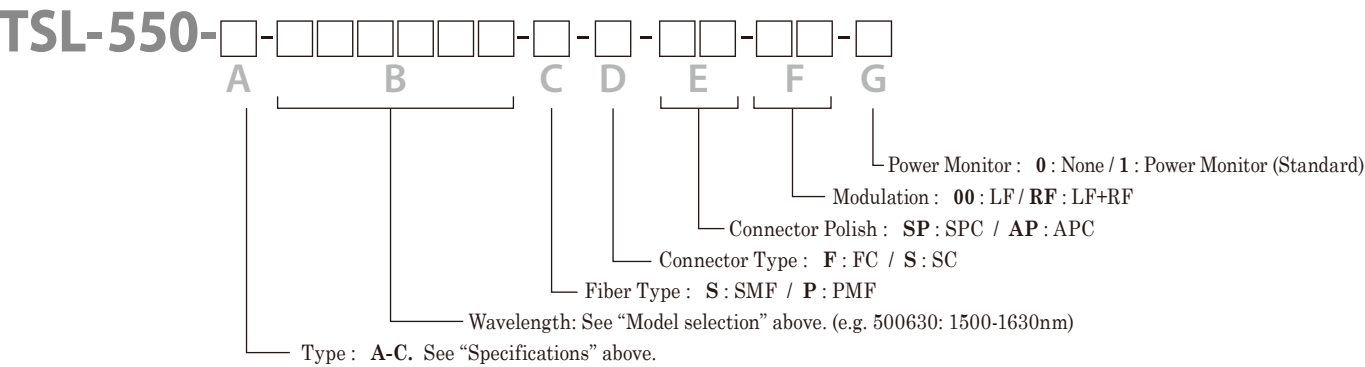 TSL-550-□-□□□□□□-□-□-□□-□□-□
A B C D E F G
Power Monitor : 0 : None / 1 : Power Monitor (Standard)
Modulation : 00 : LF / RF : LF+RF
Connector Polish : SP : SPC / AP : APC
Connector Type : F : FC / S : SC
Fiber Type : S : SMF / P : PMF
Wavelength: See “Model selection” above. (e.g. 500630: 1500-1630nm)
Type : A-C. See “Specifications” above.